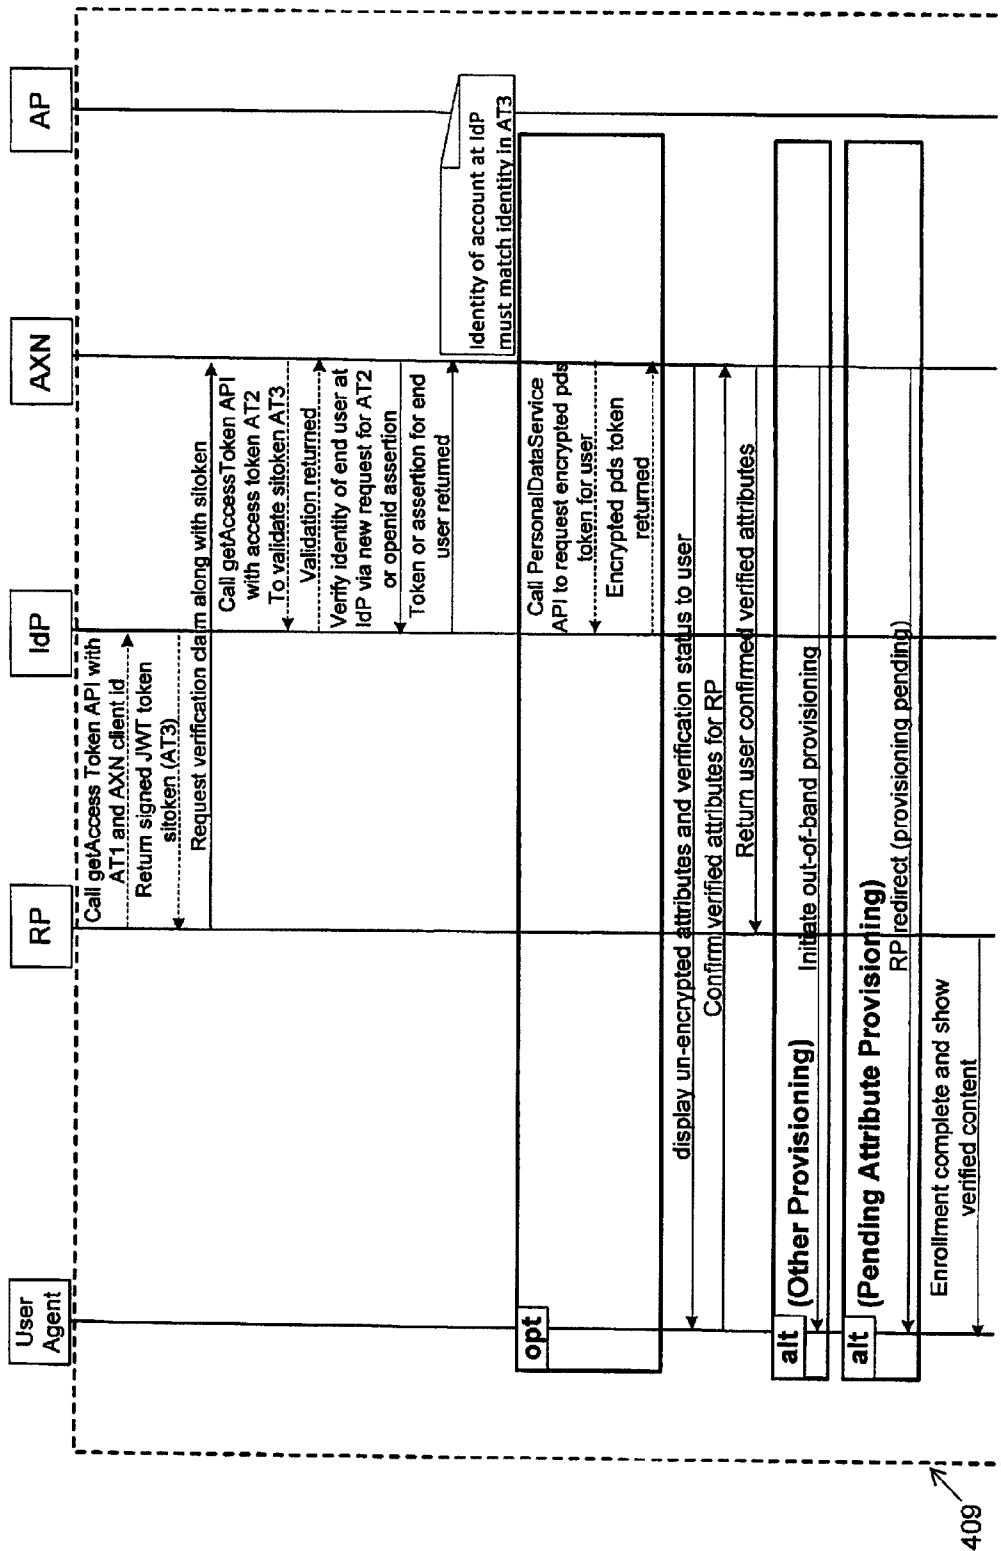 User
Agent
RP
IdP
AXN
AP
Call getAccess Token API with
AT1 and AXN client id
Return signed JWT token
sitoken (AT3)
Request verification claim along with sitoken
Call getAccessToken API
with access token AT2
To validate sitoken AT3
Validation returned
Verify identity of end user at
IdP via new request for AT2
or openid assertion
Token or assertion for end
user returned
Identity of account at IdP
must match identity in AT3
opt
Call PersonalDataService
API to request encrypted pds
token for user
Encrypted pds token
returned
display un-encrypted attributes and verification status to user
Confirm verified attributes for RP
Return user confirmed verified attributes
alt
(Other Provisioning)
Initiate out-of-band provisioning
alt
(Pending Attribute Provisioning)
RP redirect (provisioning pending)
Enrollment complete and show
verified content
409